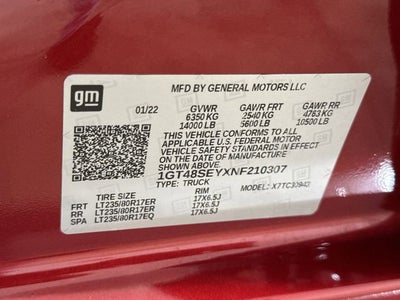 gm
MFD BY GENERAL MOTORS LLC
01/22 GVWR GAWR FRT GAWR RR
6350 KG 2540 KG 4763 KG
14000 LB 5600 LB 10500 LB
THIS VEHICLE CONFORMS TO ALL
APPLICABLE U.S. FEDERAL MOTOR
VEHICLE SAFETY STANDARDS IN EFFECT
ON THE DATE OF MANUFACTURE SHOWN ABOVE.
1GT48SEYXNF210307
TYPE: TRUCK MODEL:
TIRE SIZE RIM
FRT LT235/80R17ER 17X6.5J
RR LT235/80R17ER 17X6.5J
SPA LT235/80R17EQ 17X6.5J